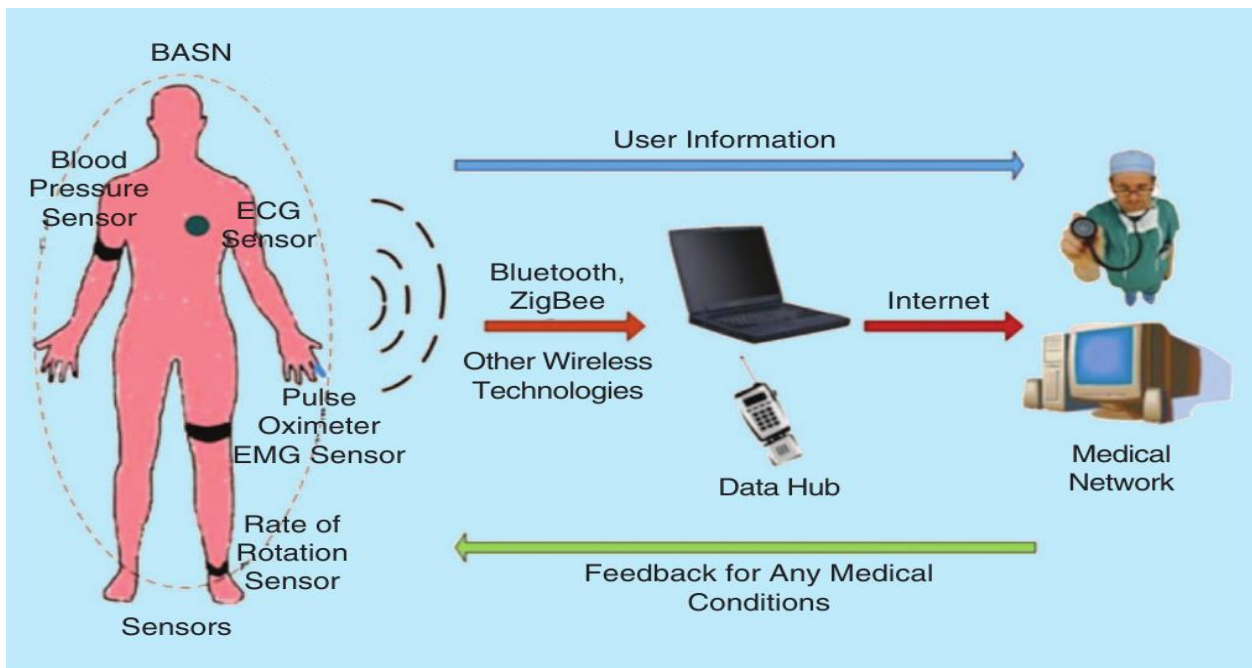 BASN
Blood
Pressure
Sensor
ECG
Sensor
Pulse
Oximeter
EMG Sensor
Rate of
Rotation
Sensor
Sensors
User Information
Bluetooth,
ZigBee
Other Wireless
Technologies
Data Hub
Internet
Medical
Network
Feedback for Any Medical
Conditions